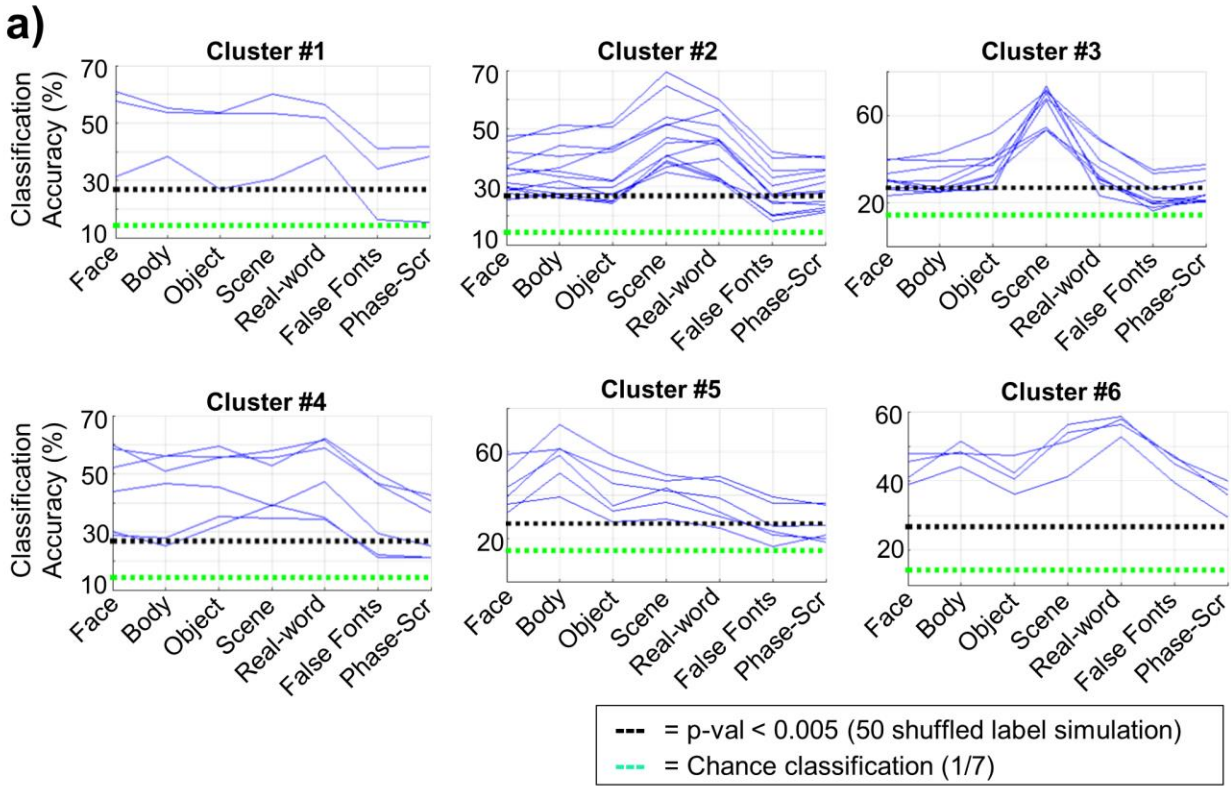 a)
Cluster #1
Cluster #2
Cluster #3
Classification
Accuracy (%)
70
50
30
10
70
50
30
10
60
20
Face
Body
Object
Scene
Real-word
False Fonts
Phase-Scr
Face
Body
Object
Scene
Real-word
False Fonts
Phase-Scr
Face
Body
Object
Scene
Real-word
False Fonts
Phase-Scr
Cluster #4
Cluster #5
Cluster #6
Classification
Accuracy (%)
70
50
30
10
60
20
60
40
20
Face
Body
Object
Scene
Real-word
False Fonts
Phase-Scr
Face
Body
Object
Scene
Real-word
False Fonts
Phase-Scr
Face
Body
Object
Scene
Real-word
False Fonts
Phase-Scr
= p-val < 0.005 (50 shuffled label simulation)
= Chance classification (1/7)